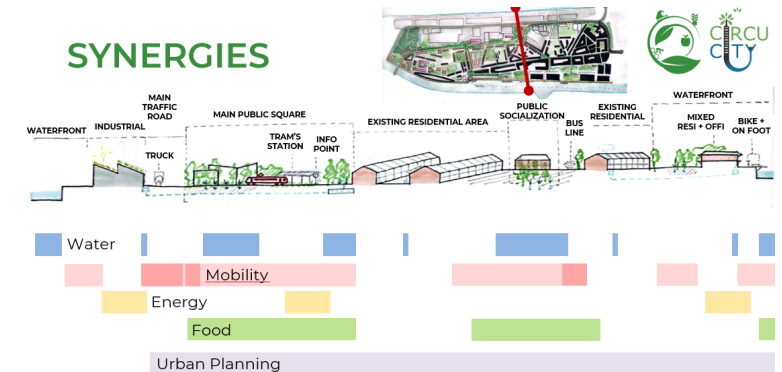 SYNERGIES
CIRCU
CITY
WATERFRONT
INDUSTRIAL
MAIN
TRAFFIC
ROAD
TRUCK
MAIN PUBLIC SQUARE
TRAM'S
STATION
INFO
POINT
EXISTING RESIDENTIAL AREA
PUBLIC
SOCIALIZATION
BUS
LINE
EXISTING
RESIDENTIAL
WATERFRONT
MIXED
RESI + OFFI
BIKE +
ON FOOT
Water
Mobility
Energy
Food
Urban Planning